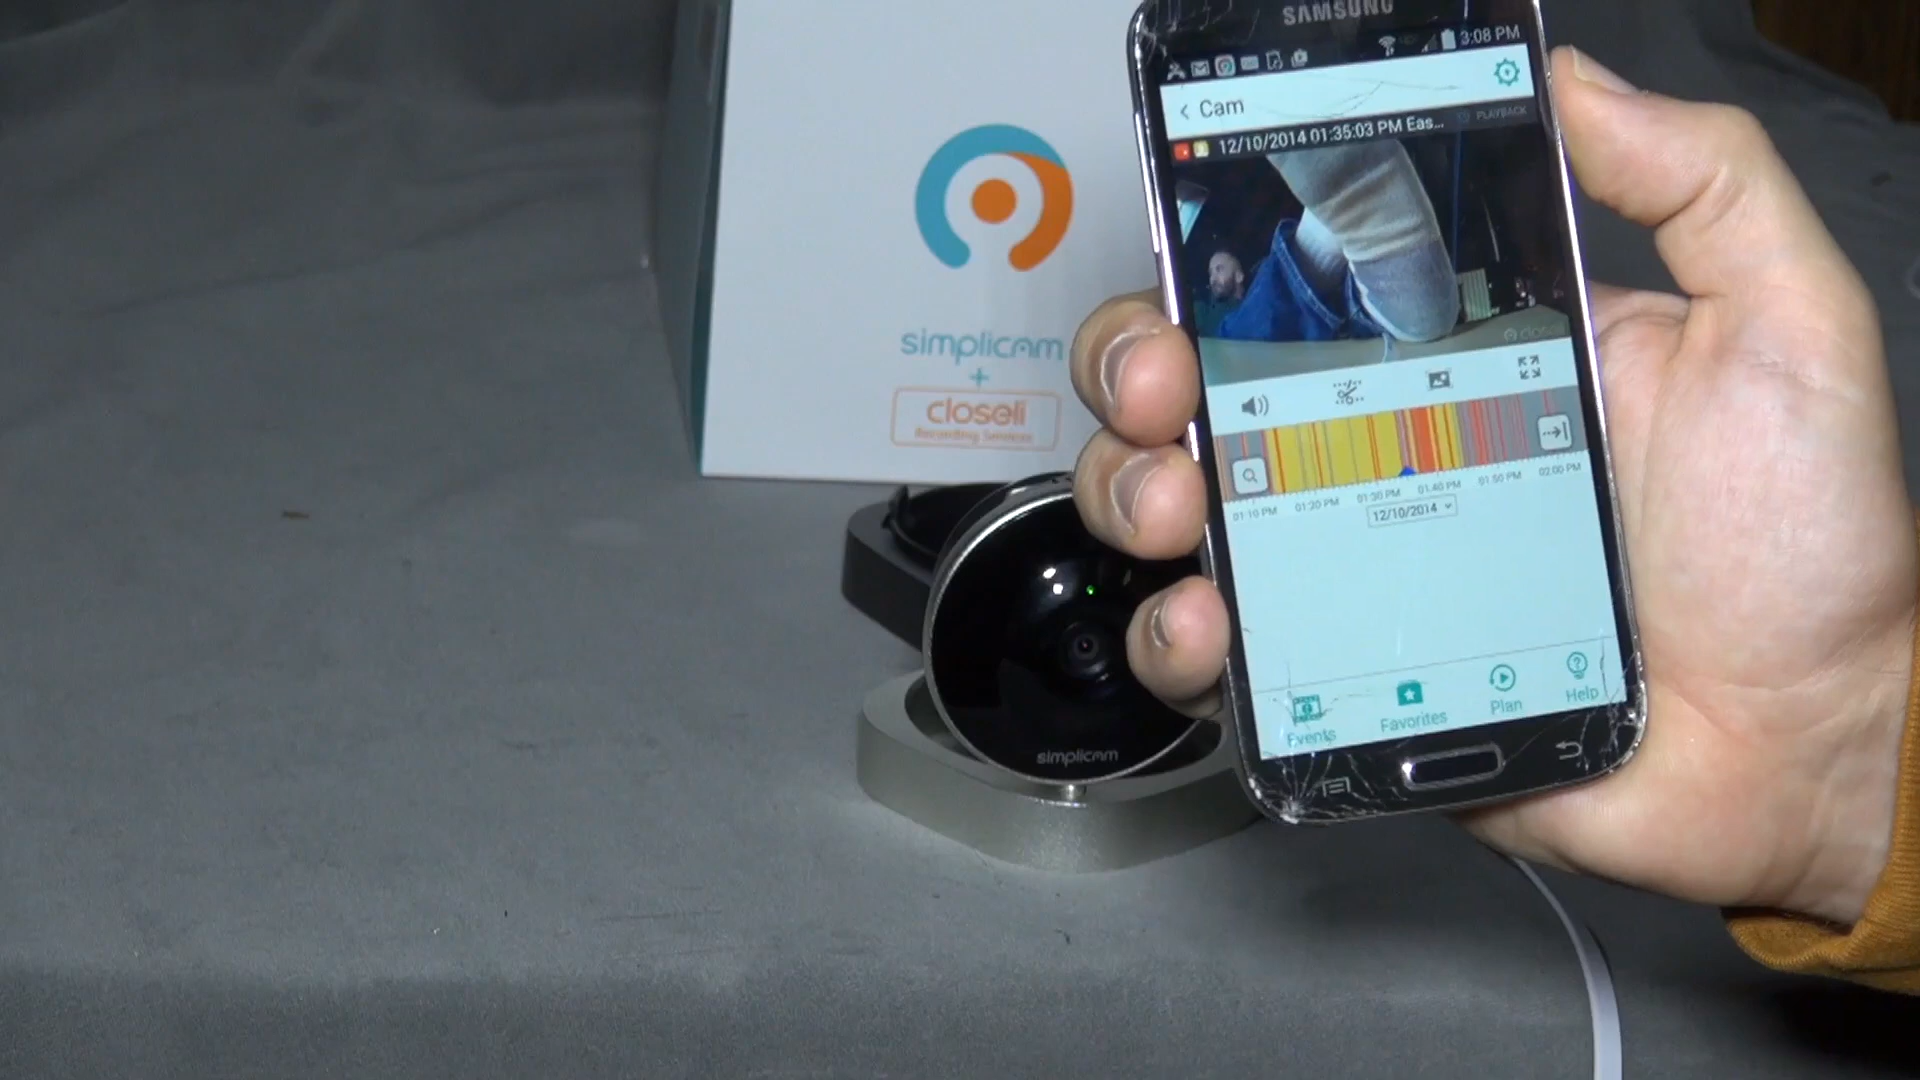 SAMSUNG
3:08 PM
Cam
PLAYBACK
12/10/2014 01:35:03 PM Eas...
closeli
01:10 PM 01:20 PM 01:30 PM 01:40 PM 01:50 PM 02:00 PM
12/10/2014
Events Favorites Plan Help
simplicam
+
closeli
Recording Services
simplicam